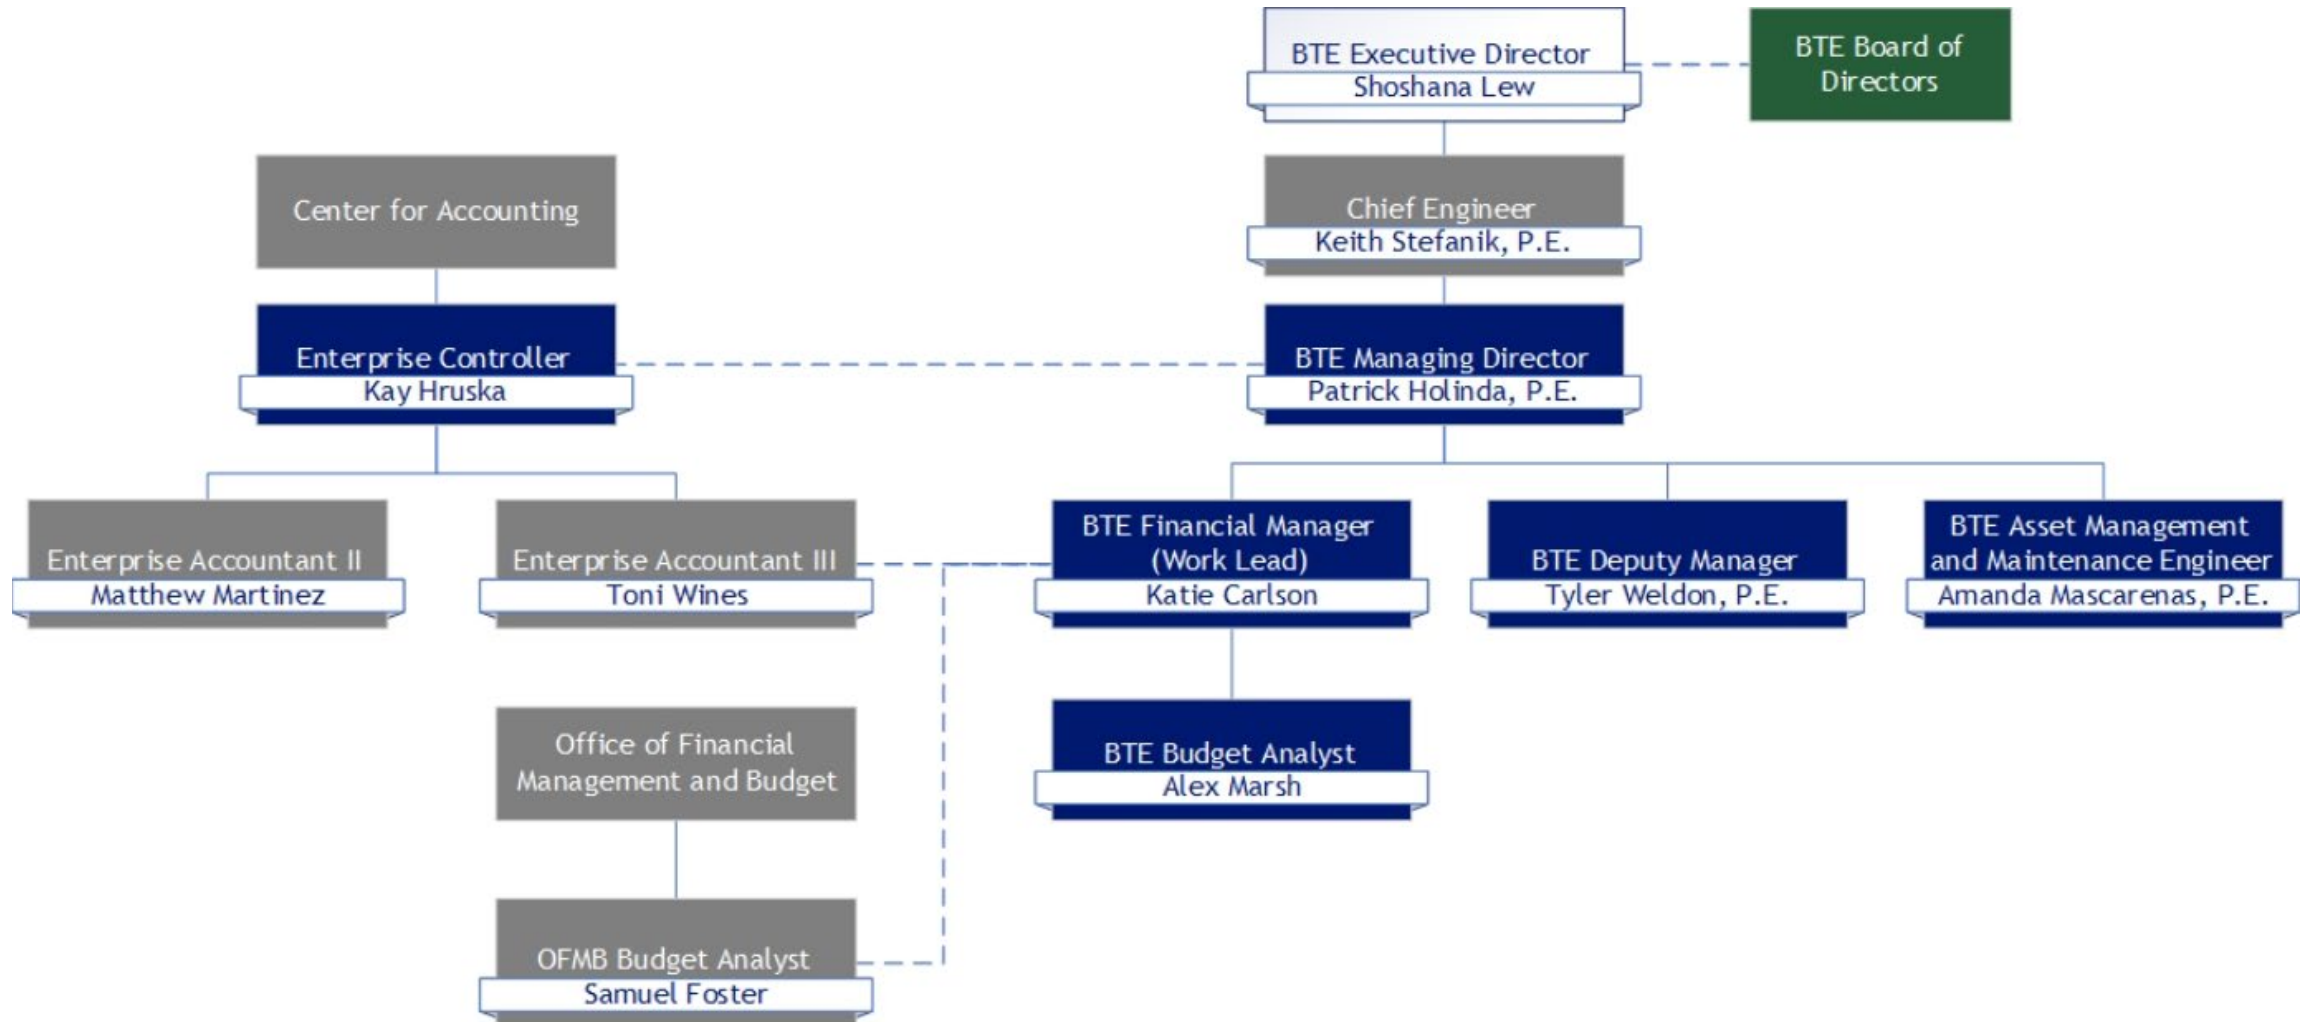 BTE Executive Director
Shoshana Lew
BTE Board of
Directors
Center for Accounting
Chief Engineer
Keith Stefanik, P.E.
Enterprise Controller
Kay Hruska
BTE Managing Director
Patrick Holinda, P.E.
Enterprise Accountant II
Matthew Martinez
Enterprise Accountant III
Toni Wines
BTE Financial Manager
(Work Lead)
Katie Carlson
BTE Deputy Manager
Tyler Weldon, P.E.
BTE Asset Management
and Maintenance Engineer
Amanda Mascarenas, P.E.
Office of Financial
Management and Budget
BTE Budget Analyst
Alex Marsh
OFMB Budget Analyst
Samuel Foster